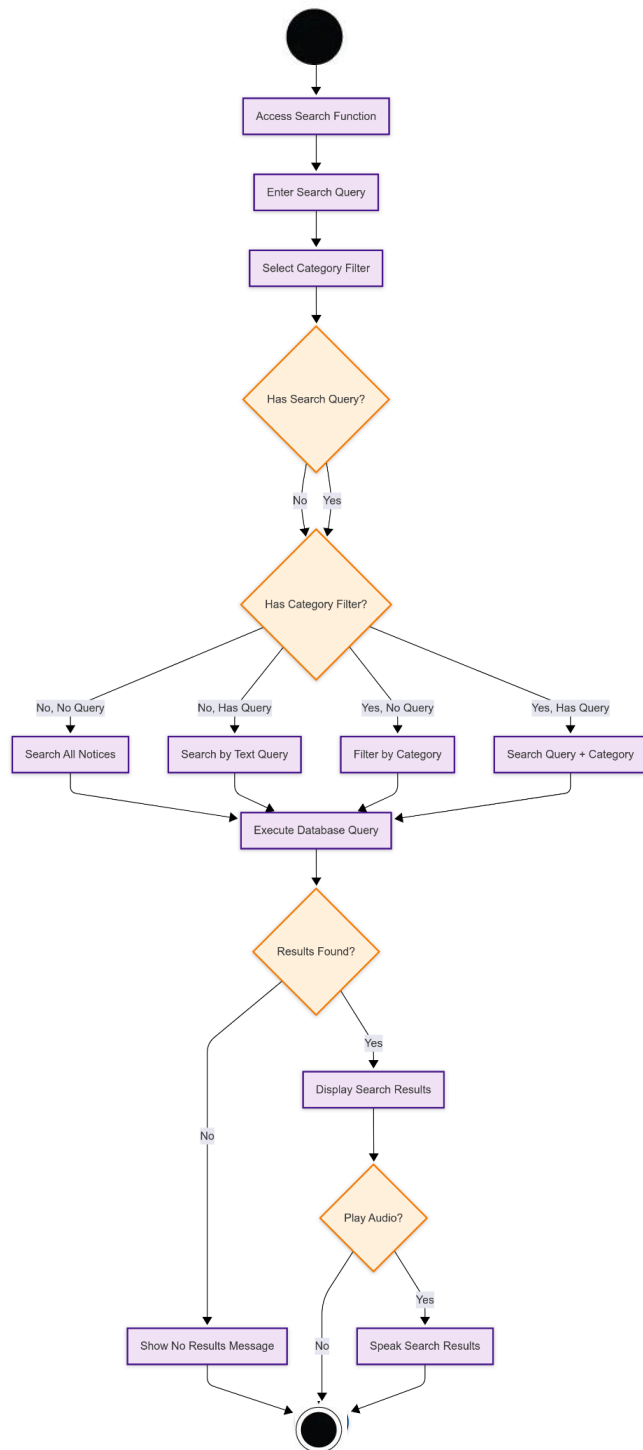 Access Search Function
Enter Search Query
Select Category Filter
Has Search Query?
No
Yes
Has Category Filter?
No, No Query
No, Has Query
Yes, No Query
Yes, Has Query
Search All Notices
Search by Text Query
Filter by Category
Search Query + Category
Execute Database Query
Results Found?
Yes
Display Search Results
No
Play Audio?
Yes
Show No Results Message
No
Speak Search Results